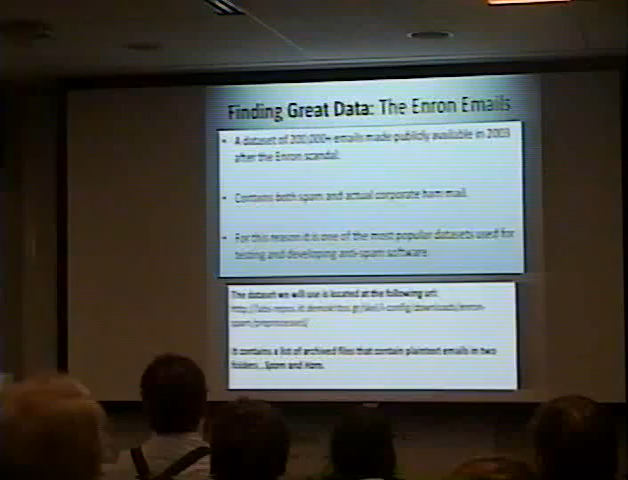 Finding Great Data: The Enron Emails
• A dataset of 200,000+ emails made publicly available in 2003
after the Enron scandal.
• Contains both spam and actual corporate ham mail.
• For this reason it is one of the most popular datasets used for
testing and developing anti-spam software.
The dataset we will use is located at the following url:
It contains a list of archived files that contain plaintext emails in two
folders.. Spam and Ham.